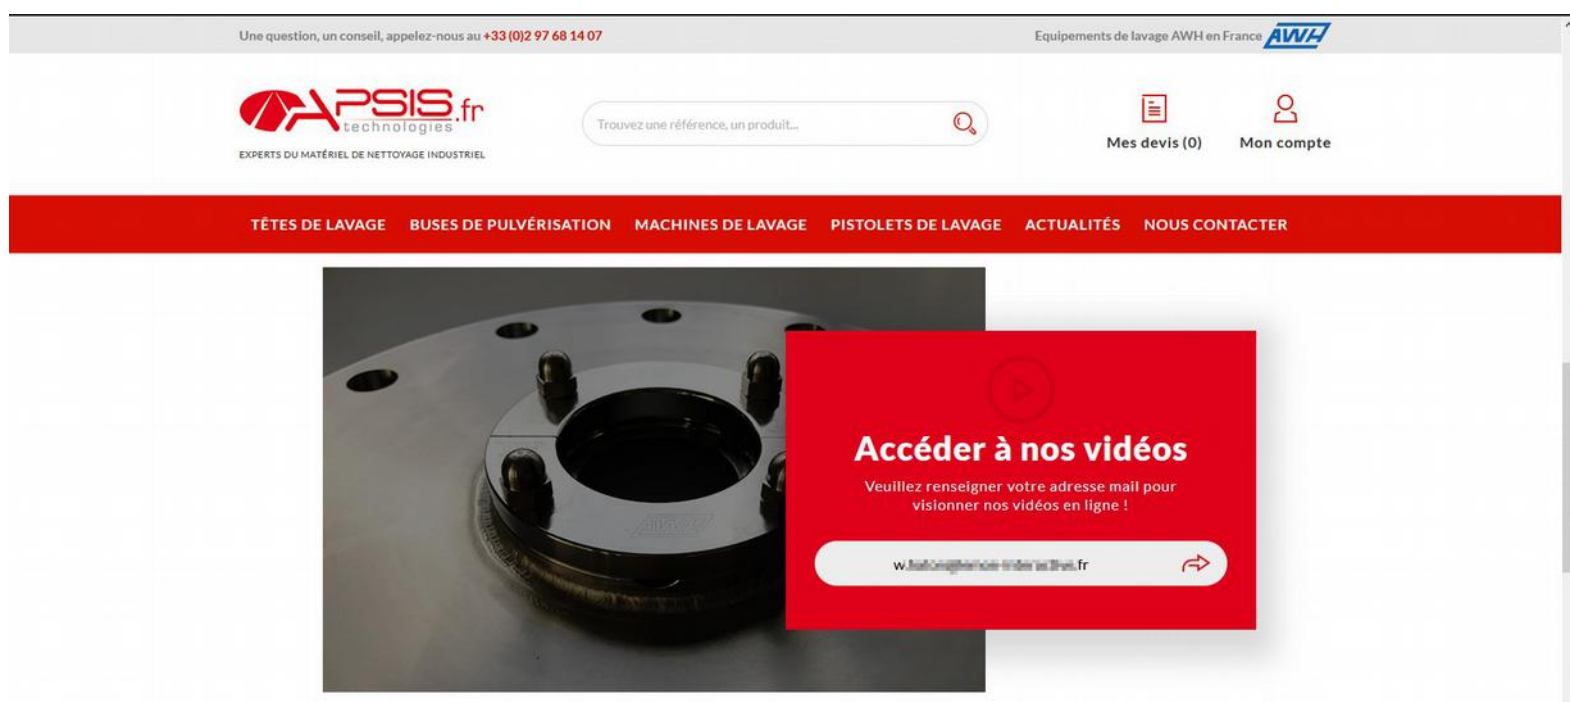 Une question, un conseil, appelez-nous au +33 (0)2 97 68 14 07
Equipements de lavage AWH en France AWH
APSIS.fr
technologies
EXPERTS DU MATÉRIEL DE NETTOYAGE INDUSTRIEL
Trouvez une référence, un produit...
Mes devis (0) Mon compte
TÊTES DE LAVAGE BUSES DE PULVÉRISATION MACHINES DE LAVAGE PISTOLETS DE LAVAGE ACTUALITÉS NOUS CONTACTER
AWH
Accéder à nos vidéos
Veuillez renseigner votre adresse mail pour
visionner nos vidéos en ligne !
.fr